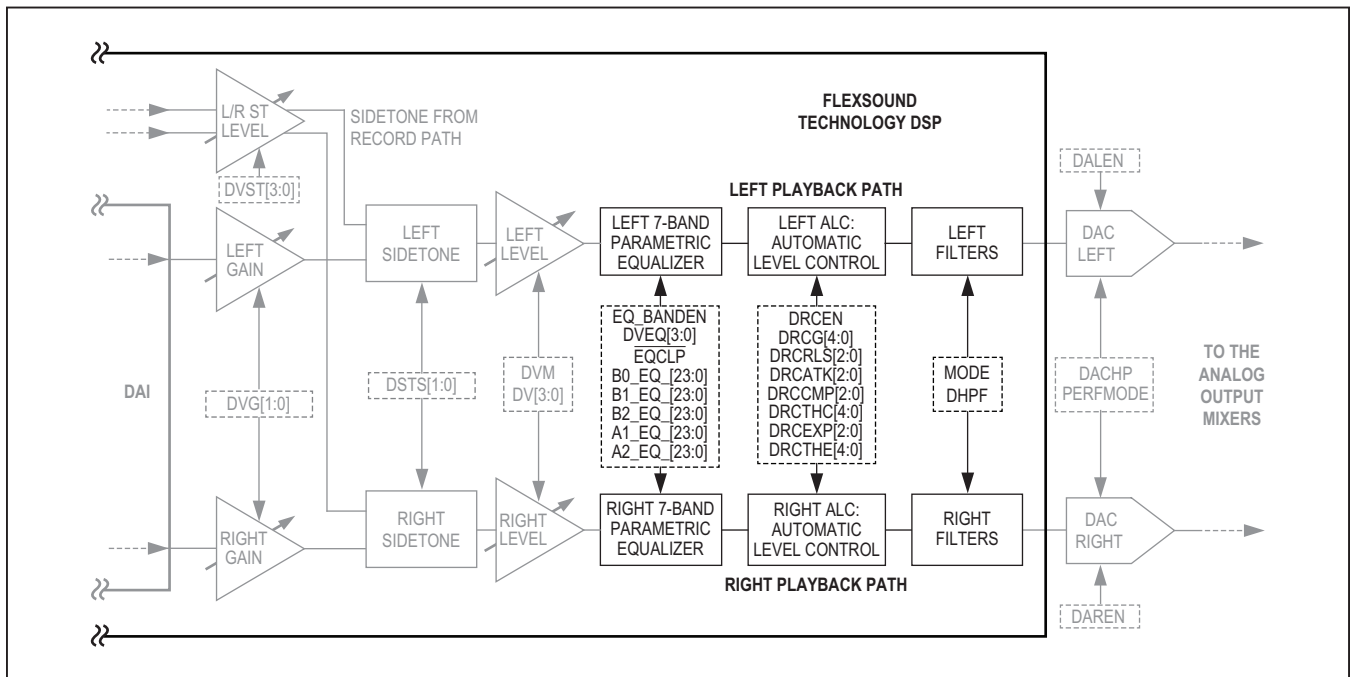 L/R ST
LEVEL
SIDETONE FROM
RECORD PATH
FLEXSOUND
TECHNOLOGY DSP
DVST[3:0]
DALEN
LEFT PLAYBACK PATH
LEFT
GAIN
LEFT
SIDETONE
LEFT
LEVEL
LEFT 7-BAND
PARAMETRIC
EQUALIZER
LEFT ALC:
AUTOMATIC
LEVEL CONTROL
LEFT
FILTERS
DAC
LEFT
DAI
DVG[1:0]
DSTS[1:0]
DVM
DV[3:0]
EQ_BANDEN
DVEQ[3:0]
EQCLP
B0_EQ_[23:0]
B1_EQ_[23:0]
B2_EQ_[23:0]
A1_EQ_[23:0]
A2_EQ_[23:0]
DRCEN
DRCG[4:0]
DRCRLS[2:0]
DRCATK[2:0]
DRCCMP[2:0]
DRCTHC[4:0]
DRCEXP[2:0]
DRCTHE[4:0]
MODE
DHPF
DACHP
PERFMODE
TO THE
ANALOG
OUTPUT
MIXERS
RIGHT
GAIN
RIGHT
SIDETONE
RIGHT
LEVEL
RIGHT 7-BAND
PARAMETRIC
EQUALIZER
RIGHT ALC:
AUTOMATIC
LEVEL CONTROL
RIGHT
FILTERS
DAC
RIGHT
RIGHT PLAYBACK PATH
DAREN